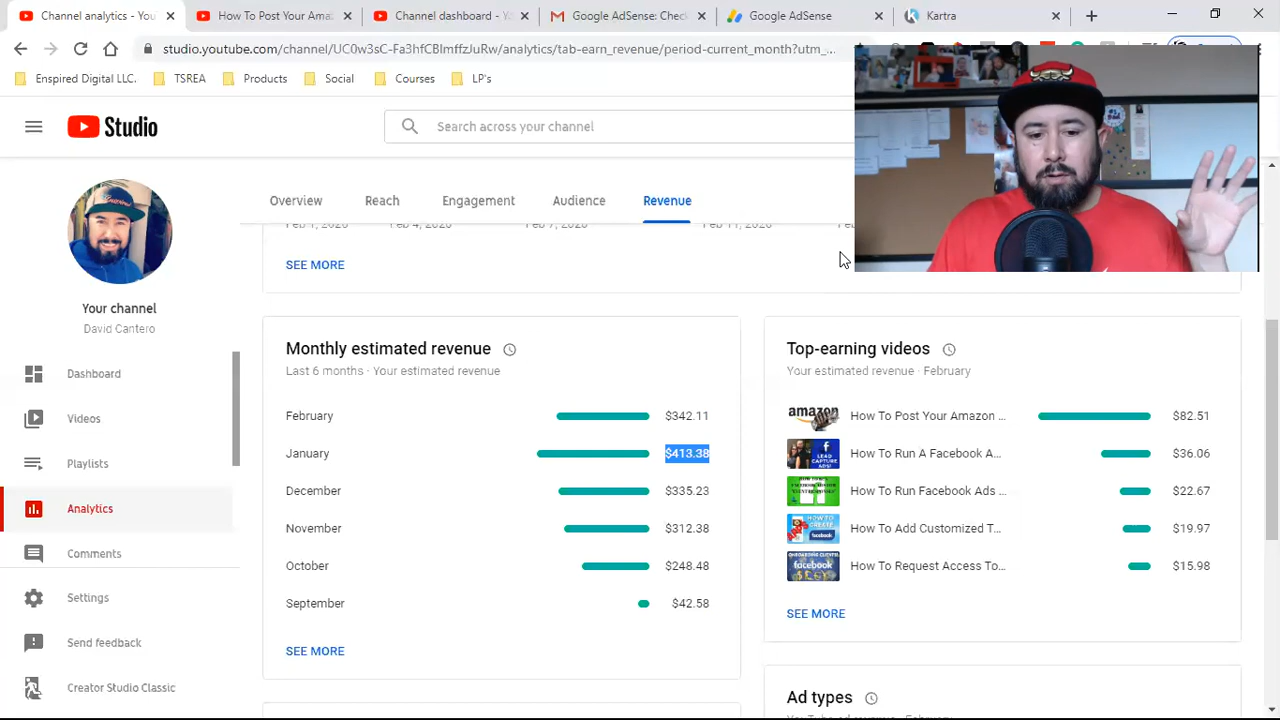 Channel analytics - YouTube St
How To Post Your Ama
Channel dashboard - Yo
Google AdSense: Check
Google AdSense
Kartra
studio.youtube.com/channel/
/analytics/tab-earn_revenue/period-current_month?utm_...
Enspired Digital LLC.
TSREA
Products
Social
Courses
LP's
Studio
Search across your channel
Overview
Reach
Engagement
Audience
Revenue
SEE MORE
Your channel
David Cantero
Dashboard
Videos
Playlists
Analytics
Comments
Settings
Send feedback
Creator Studio Classic
Monthly estimated revenue
Last 6 months · Your estimated revenue
February $342.11
January $413.38
December $335.23
November $312.38
October $248.48
September $42.58
SEE MORE
Top-earning videos
Your estimated revenue · February
amazon
How To Post Your Amazon ... $82.51
How To Run A Facebook A... $36.06
How To Run Facebook Ads ... $22.67
How To Add Customized T... $19.97
How To Request Access To... $15.98
SEE MORE
Ad types